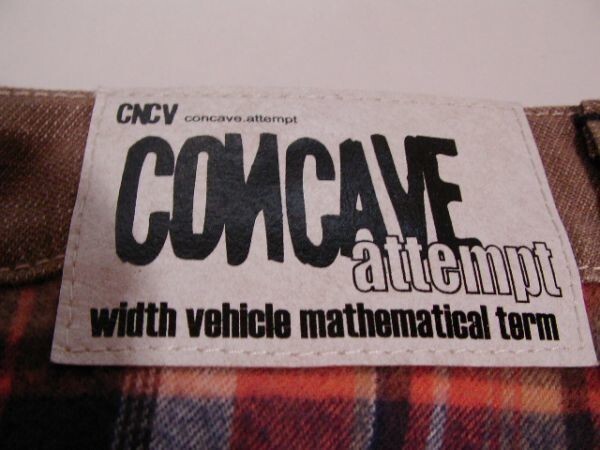 CNCV concave.attempt
CONCAVE
attempt
width vehicle mathematical term